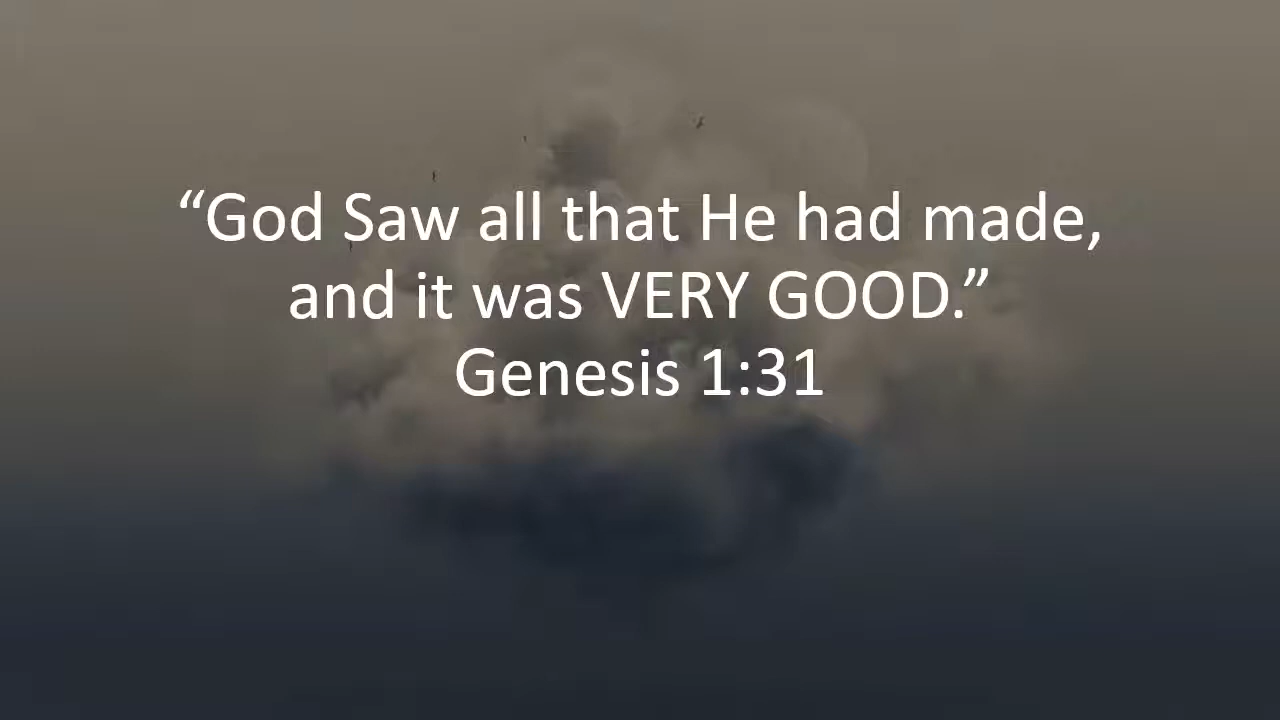 “God Saw all that He had made,
and it was VERY GOOD.”
Genesis 1:31